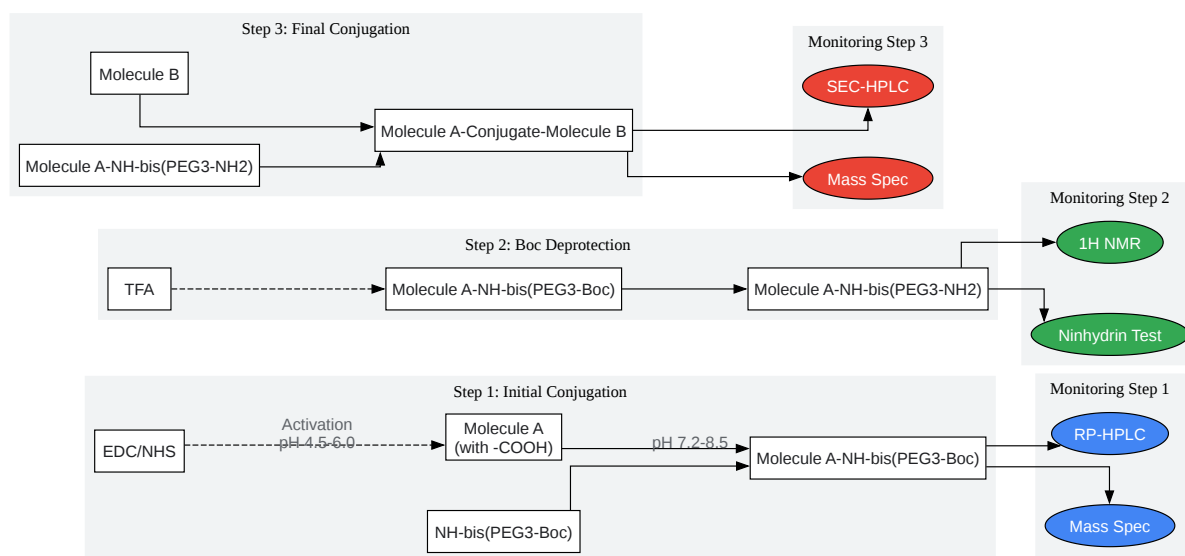 Step 3: Final Conjugation
Monitoring Step 3
Molecule B
SEC-HPLC
Molecule A-Conjugate-Molecule B
Molecule A-NH-bis(PEG3-NH2)
Mass Spec
Monitoring Step 2
Step 2: Boc Deprotection
1H NMR
TFA
Molecule A-NH-bis(PEG3-Boc)
Molecule A-NH-bis(PEG3-NH2)
Ninhydrin Test
Step 1: Initial Conjugation
Monitoring Step 1
Activation
pH 4.5-6.0
EDC/NHS
Molecule A
(with -COOH)
pH 7.2-8.5
RP-HPLC
Molecule A-NH-bis(PEG3-Boc)
NH-bis(PEG3-Boc)
Mass Spec